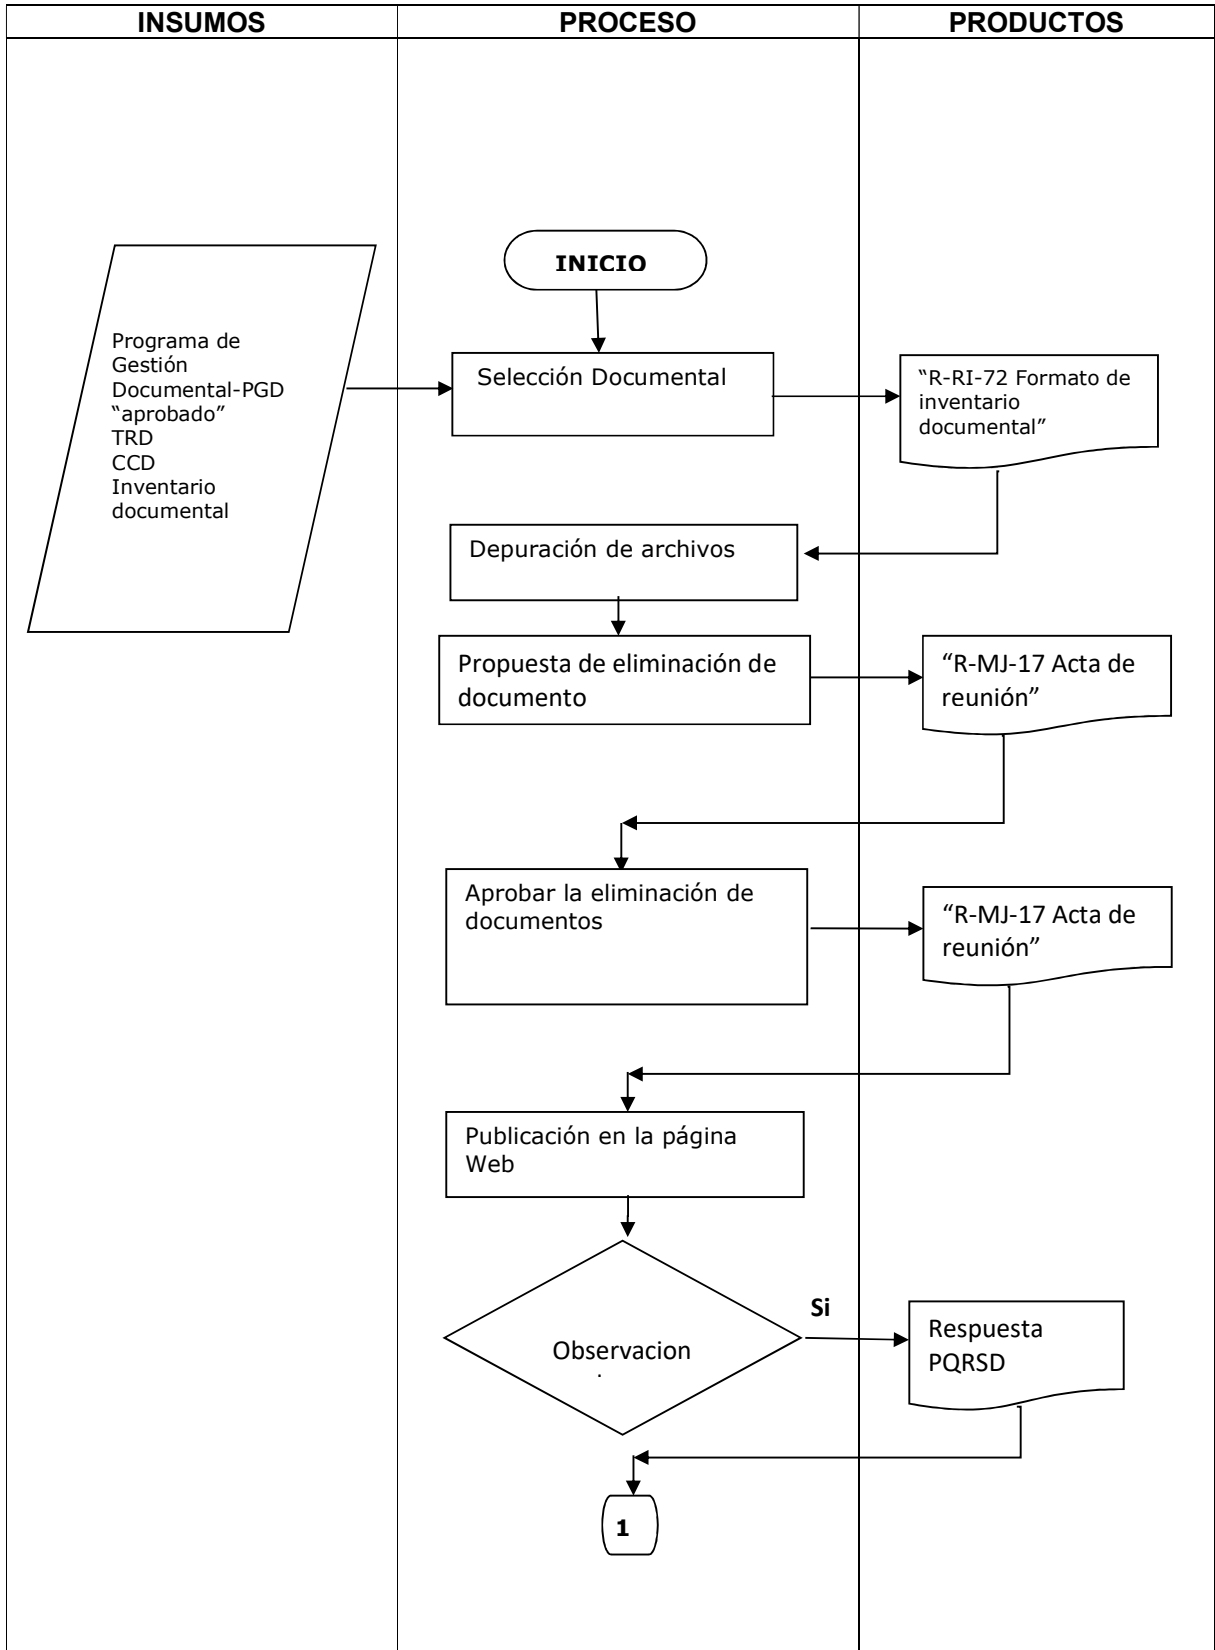 INSUMOS
PROCESO
PRODUCTOS
INICIO
Programa de
Gestión
Documental-PGD
“aprobado”
TRD
CCD
Inventario
documental
Selección Documental
“R-RI-72 Formato de
inventario
documental”
Depuración de archivos
Propuesta de eliminación de
documento
“R-MJ-17 Acta de
reunión”
Aprobar la eliminación de
documentos
“R-MJ-17 Acta de
reunión”
Publicación en la página
Web
Observacion
Si
Respuesta
PQRSD
1